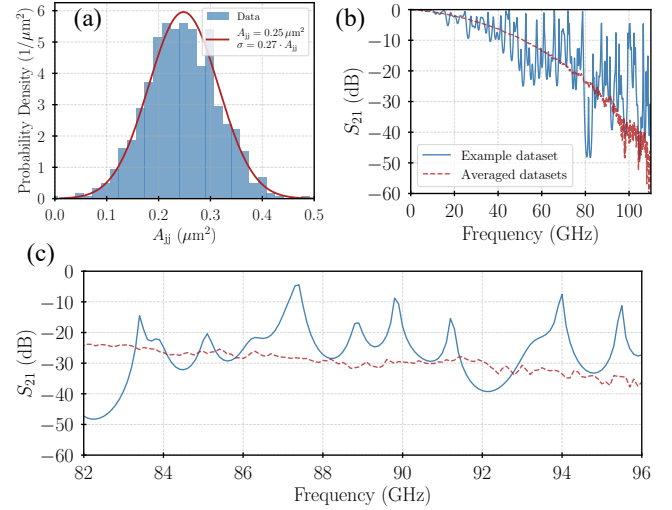 (a)
Probability Density (1/μm²)
6
5
4
3
2
1
0
Data
A_jj = 0.25 μm²
σ = 0.27 · A_jj
0.0 0.1 0.2 0.3 0.4 0.5
A_jj (μm²)
(b)
S₂₁ (dB)
0
−10
−20
−30
−40
−50
−60
Example dataset
Averaged datasets
0 20 40 60 80 100
Frequency (GHz)
(c)
S₂₁ (dB)
0
−10
−20
−30
−40
−50
−60
82 84 86 88 90 92 94 96
Frequency (GHz)